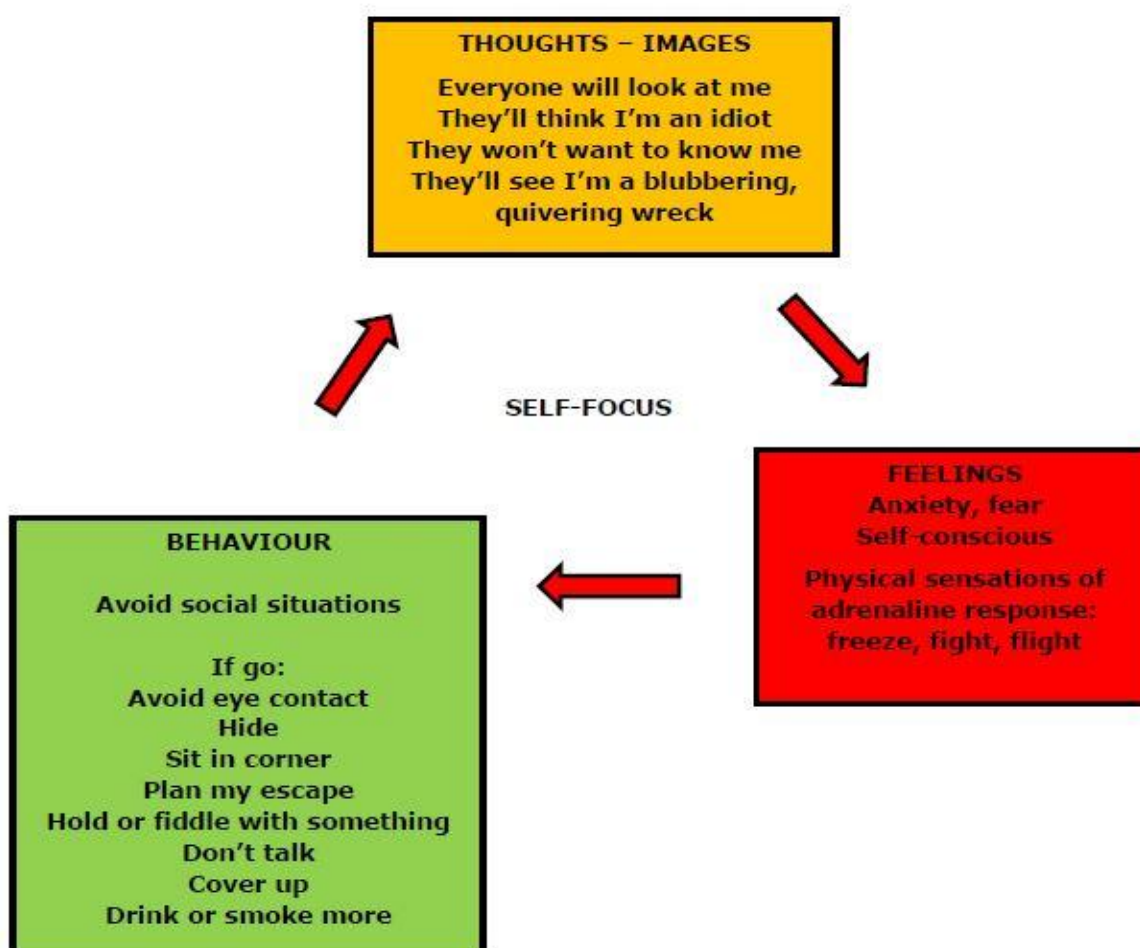 THOUGHTS – IMAGES
Everyone will look at me
They'll think I'm an idiot
They won't want to know me
They'll see I'm a blubbering,
quivering wreck
SELF-FOCUS
FEELINGS
Anxiety, fear
Self-conscious
Physical sensations of
adrenaline response:
freeze, fight, flight
BEHAVIOUR
Avoid social situations
If go:
Avoid eye contact
Hide
Sit in corner
Plan my escape
Hold or fiddle with something
Don't talk
Cover up
Drink or smoke more